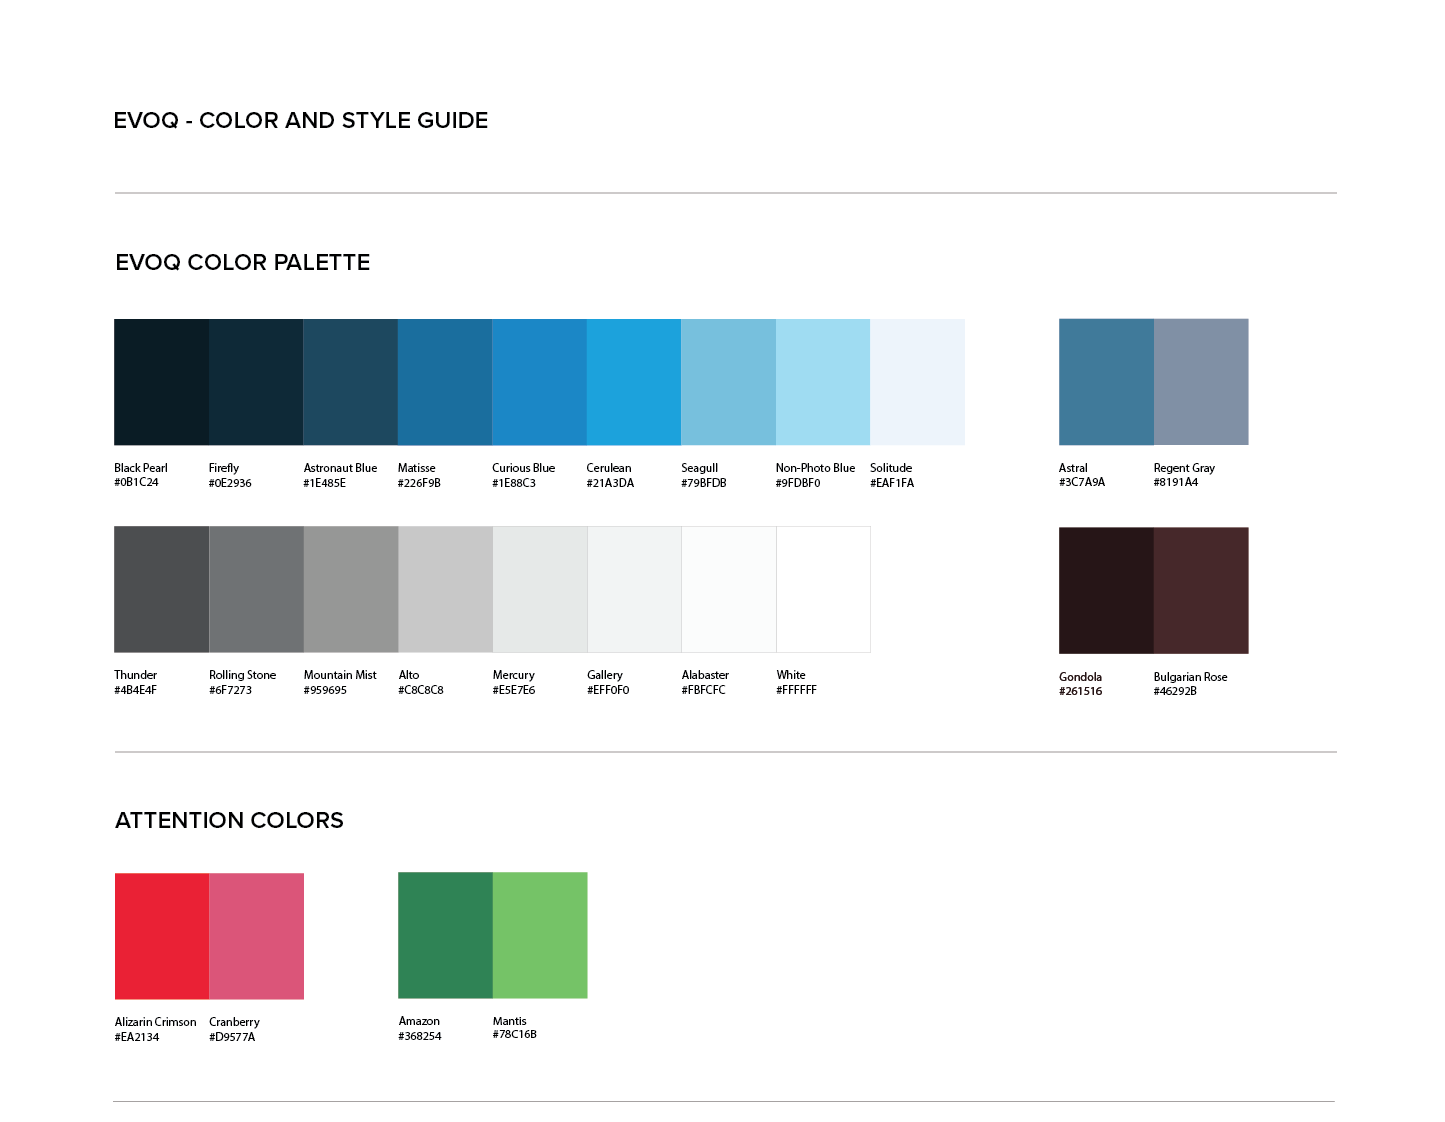 EVOQ - COLOR AND STYLE GUIDE
EVOQ COLOR PALETTE
Black Pearl
#0B1C24
Firefly
#0E2936
Astronaut Blue
#1E485E
Matisse
#226F9B
Curious Blue
#1E88C3
Cerulean
#21A3DA
Seagull
#79BFDB
Non-Photo Blue
#9FDBF0
Solitude
#EAF1FA
Astral
#3C7A9A
Regent Gray
#8191A4
Thunder
#4B4E4F
Rolling Stone
#6F7273
Mountain Mist
#959695
Alto
#C8C8C8
Mercury
#E5E7E6
Gallery
#EFF0F0
Alabaster
#FBFCFC
White
#FFFFFF
Gondola
#261516
Bulgarian Rose
#46292B
ATTENTION COLORS
Alizarin Crimson
#EA2134
Cranberry
#D9577A
Amazon
#368254
Mantis
#78C16B